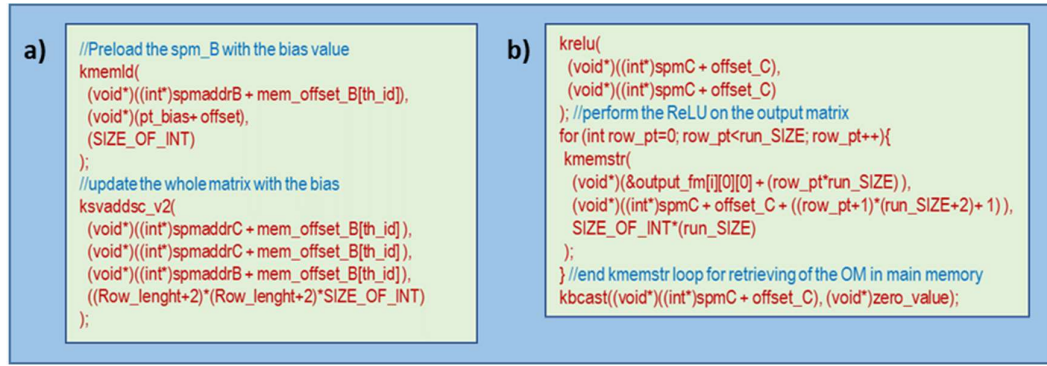 a)
//Preload the spm_B with the bias value
kmemld(
(void*)((int*)spmaddrB + mem_offset_B[th_id]),
(void*)(pt_bias+ offset),
(SIZE_OF_INT)
);
//update the whole matrix with the bias
ksvaddsc_v2(
(void*)((int*)spmaddrC + mem_offset_B[th_id] ),
(void*)((int*)spmaddrC + mem_offset_B[th_id] ),
(void*)((int*)spmaddrB + mem_offset_B[th_id] ),
((Row_lenght+2)*(Row_lenght+2)*SIZE_OF_INT)
);
b)
krelu(
(void*)((int*)spmC + offset_C),
(void*)((int*)spmC + offset_C)
); //perform the ReLU on the output matrix
for (int row_pt=0; row_pt<run_SIZE; row_pt++){
kmemstr(
(void*)(&output_fm[i][0][0] + (row_pt*run_SIZE) ),
(void*)((int*)spmC + offset_C + ((row_pt+1)*(run_SIZE+2)+ 1) ),
SIZE_OF_INT*(run_SIZE)
);
} //end kmemstr loop for retrieving of the OM in main memory
kbcast((void*)((int*)spmC + offset_C), (void*)zero_value);